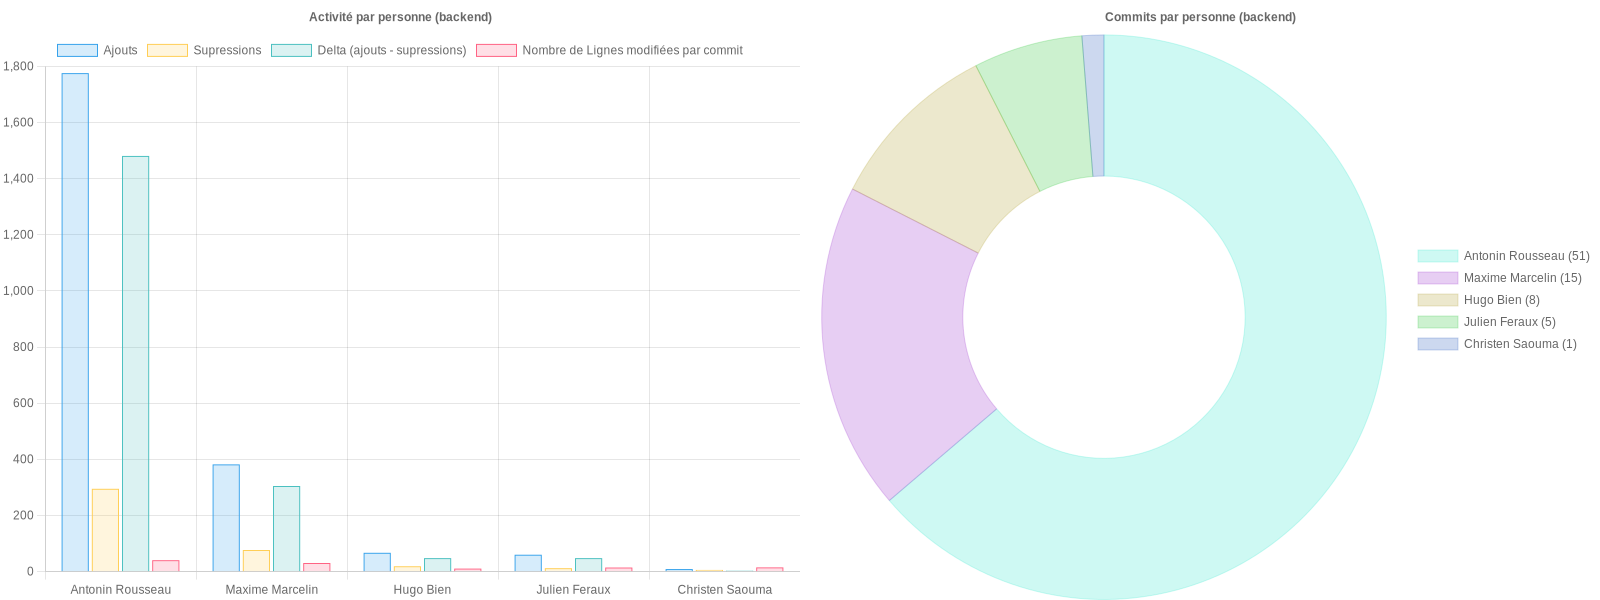 Activité par personne (backend)
Ajouts Supressions Delta (ajouts - supressions) Nombre de Lignes modifiées par commit
1,800
1,600
1,400
1,200
1,000
800
600
400
200
0
Antonin Rousseau Maxime Marcelin Hugo Bien Julien Feraux Christen Saouma
Commits par personne (backend)
Antonin Rousseau (51)
Maxime Marcelin (15)
Hugo Bien (8)
Julien Feraux (5)
Christen Saouma (1)